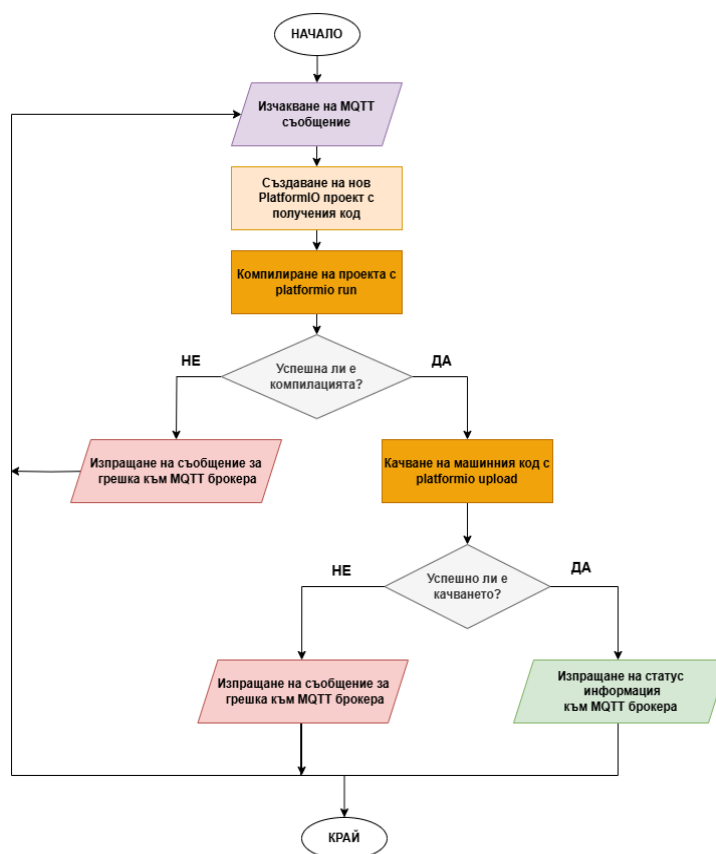 НАЧАЛО
Изчакване на MQTT
съобщение
Създаване на нов
PlatformIO проект с
получения код
Компилиране на проекта с
platformio run
НЕ
ДА
Успешна ли е
компилацията?
Изпращане на съобщение за
грешка към MQTT брокера
Качване на машинния код с
platformio upload
НЕ
ДА
Успешно ли е
качването?
Изпращане на съобщение за
грешка към MQTT брокера
Изпращане на статус
информация
към MQTT брокера
КРАЙ